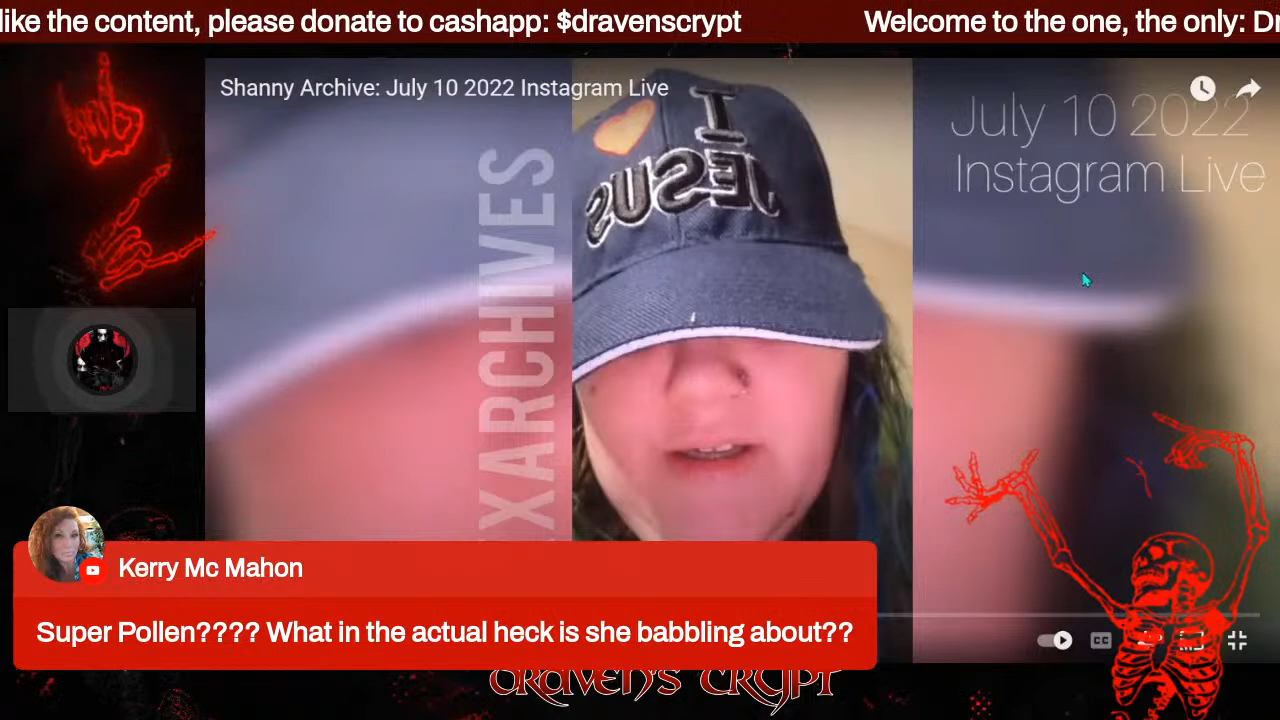 like the content, please donate to cashapp: $dravenscrypt
Welcome to the one, the only: Dr
Shanny Archive: July 10 2022 Instagram Live
July 10 2022
Instagram Live
I
JESUS
XARCHIVES
Kerry Mc Mahon
Super Pollen???? What in the actual heck is she babbling about??
CC
DRAVEN'S CRYPT